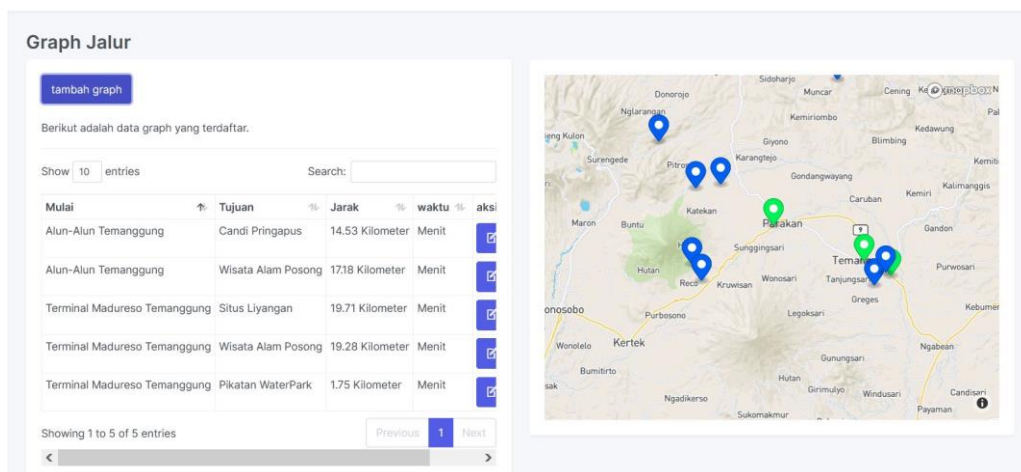 Graph Jalur
tambah graph
Berikut adalah data graph yang terdaftar.
Show 10 entries Search:
Mulai Tujuan Jarak waktu aksi
Alun-Alun Temanggung Candi Pringapus 14.53 Kilometer Menit
Alun-Alun Temanggung Wisata Alam Posong 17.18 Kilometer Menit
Terminal Madureso Temanggung Situs Liyangan 19.71 Kilometer Menit
Terminal Madureso Temanggung Wisata Alam Posong 19.28 Kilometer Menit
Terminal Madureso Temanggung Pikatan WaterPark 1.75 Kilometer Menit
Showing 1 to 5 of 5 entries Previous 1 Next
Sidoharjo
Donorojo Muncar Cening mapbox
Nglarangan Kemiriombo
Kedawung
eng Kulon Giyono Blimbing
Surengede Karangtejo
Gondangwayang
Kemiri Kalimanggis
Katekan Caruban
Maron Buntu Parakan 9 Gandon
Sunggingsari
Hutan Wonosari Purwosari
Reco Kruwisan
Greges
onosobo Purbosono Legoksari
Wonolelo Kertek Ngabean
Gunungsari
Bumitirto
Hutan
Girimulyo Windusari Candisari
Ngadikerso
Payaman
Sukomakmur